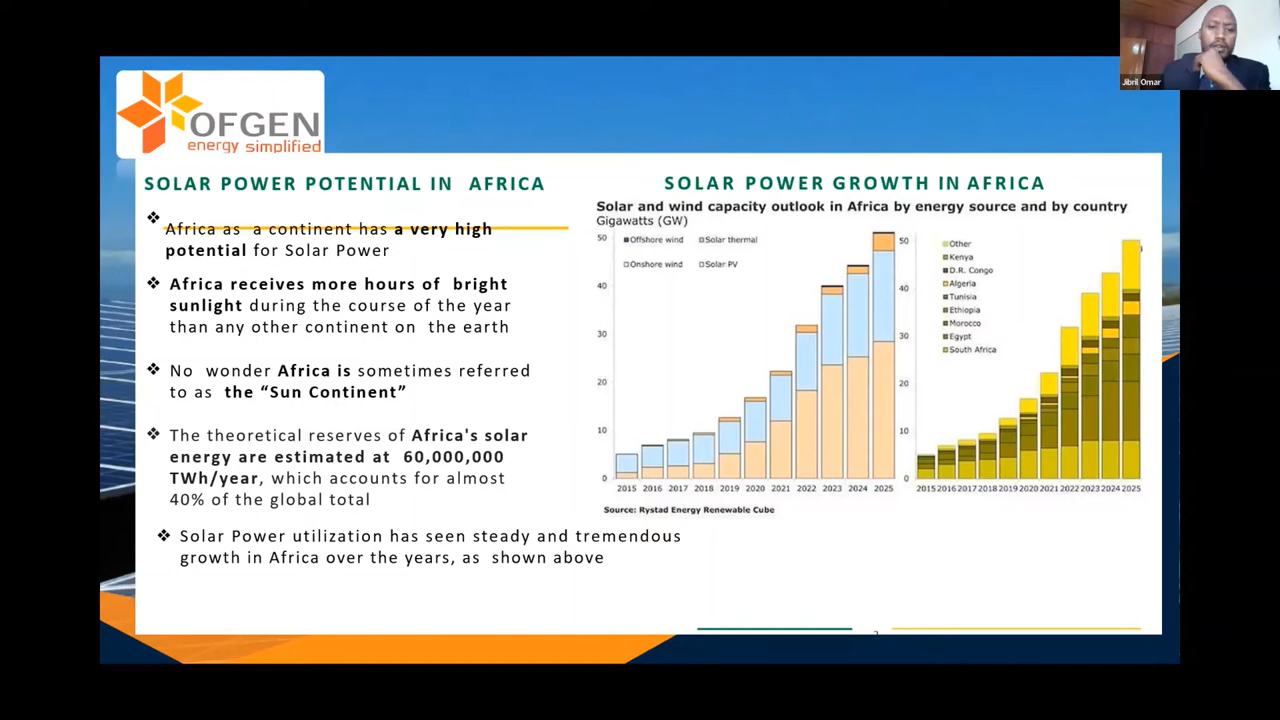 Jibril Omar
OFGEN
energy simplified
SOLAR POWER POTENTIAL IN AFRICA
❖ Africa as a continent has a very high
potential for Solar Power
❖ Africa receives more hours of bright
sunlight during the course of the year
than any other continent on the earth
❖ No wonder Africa is sometimes referred
to as the “Sun Continent”
❖ The theoretical reserves of Africa's solar
energy are estimated at 60,000,000
TWh/year, which accounts for almost
40% of the global total
❖ Solar Power utilization has seen steady and tremendous
growth in Africa over the years, as shown above
SOLAR POWER GROWTH IN AFRICA
Solar and wind capacity outlook in Africa by energy source and by country
Gigawatts (GW)
Offshore wind Solar thermal
Onshore wind Solar PV
50
40
30
20
10
0
2015 2016 2017 2018 2019 2020 2021 2022 2023 2024 2025
50
40
30
20
10
0
Other
Kenya
D.R. Congo
Algeria
Tunisia
Ethiopia
Morocco
Egypt
South Africa
2015 2016 2017 2018 2019 2020 2021 2022 2023 2024 2025
Source: Rystad Energy Renewable Cube